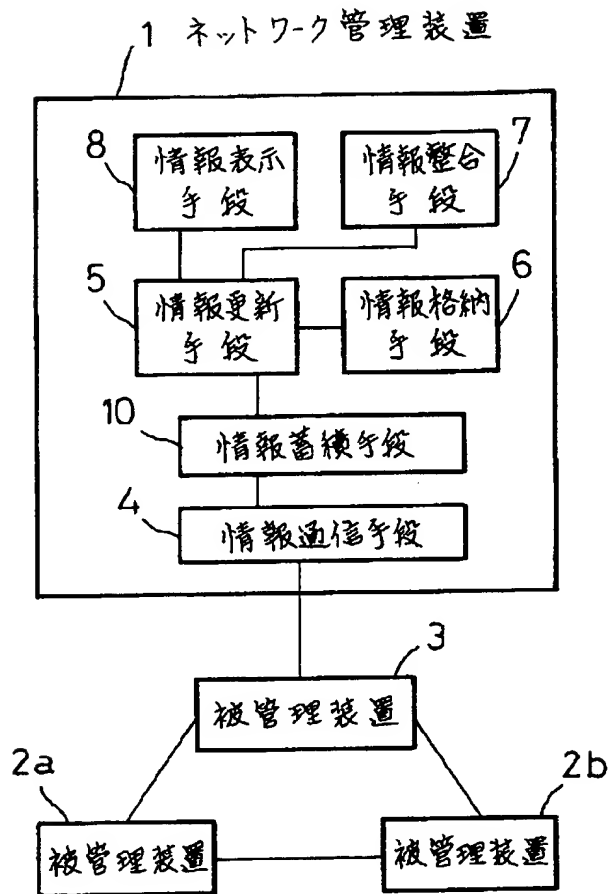 1 ネットワーク管理装置
8
情報表示
手段
情報整合
手段
7
5
情報更新
手段
情報格納
手段
6
10
情報蓄積手段
4
情報通信手段
3
被管理装置
2a
被管理装置
2b
被管理装置